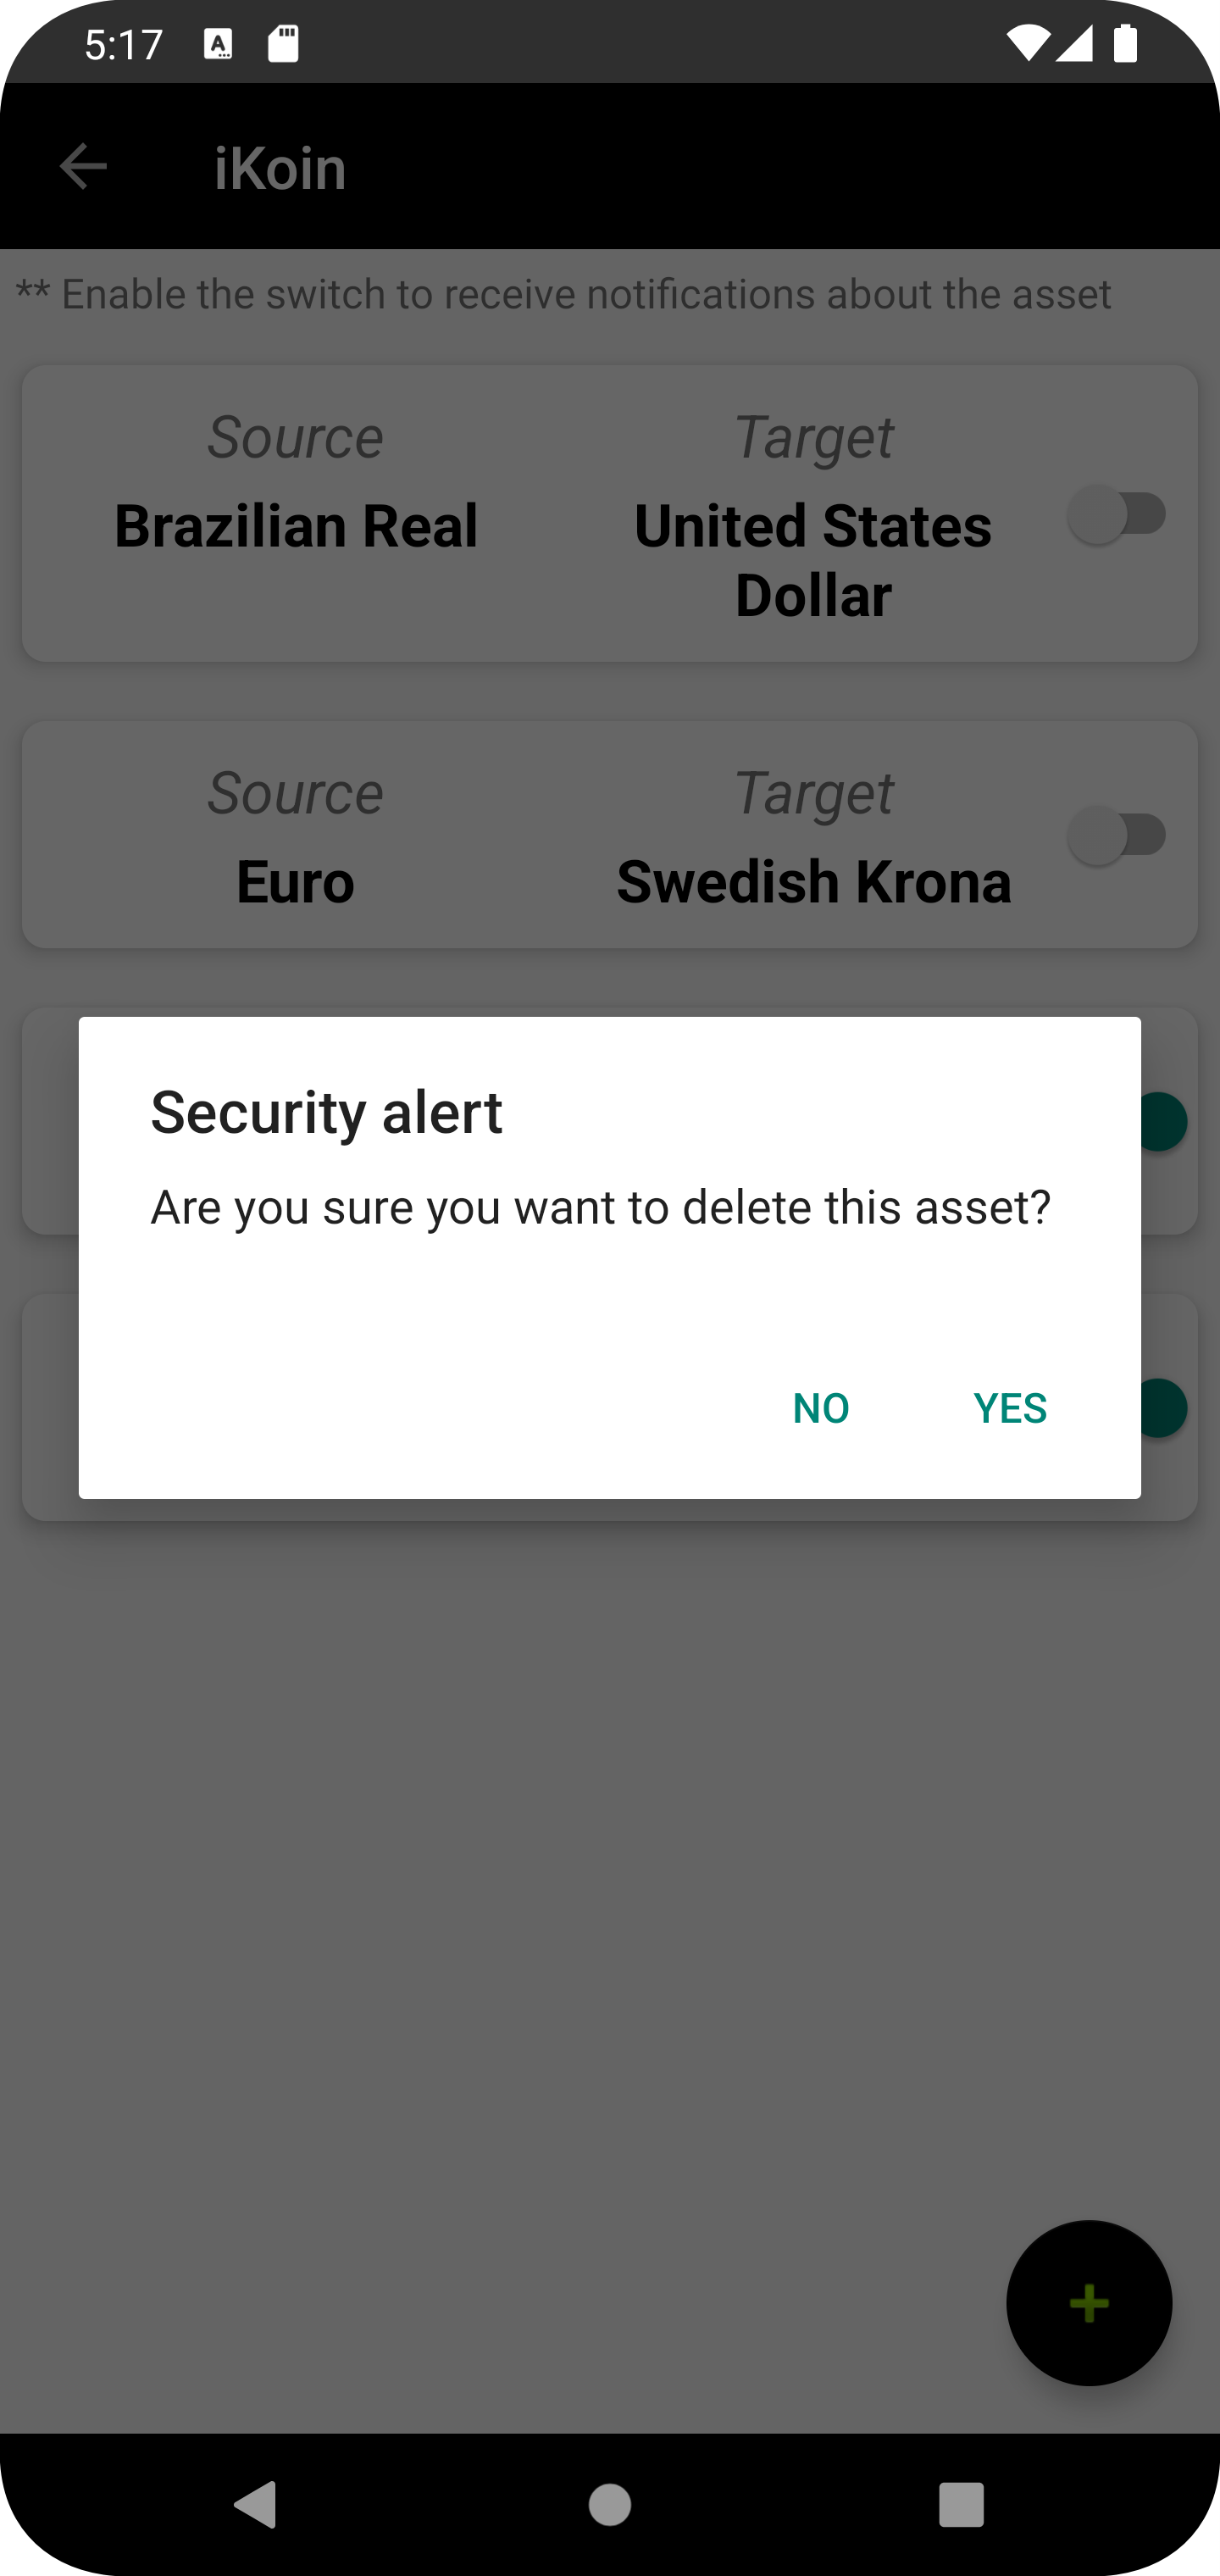 5:17
iKoin
** Enable the switch to receive notifications about the asset
Source
Target
Brazilian Real
United States
Dollar
Source
Target
Euro
Swedish Krona
Security alert
Are you sure you want to delete this asset?
NO
YES